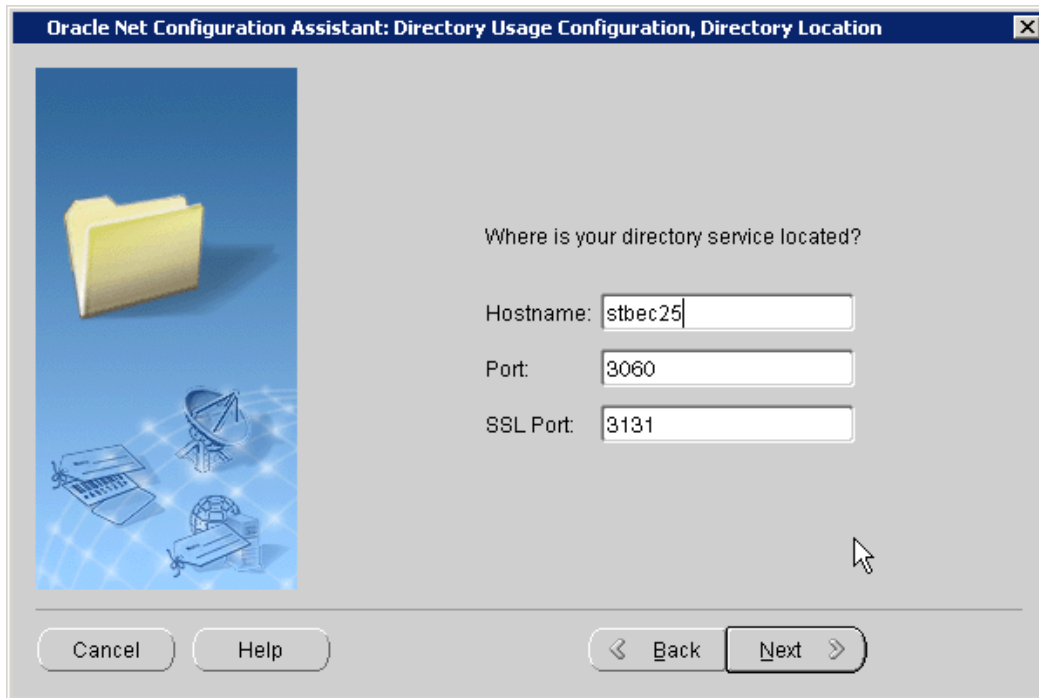 Oracle Net Configuration Assistant: Directory Usage Configuration, Directory Location
Where is your directory service located?
Hostname: stbec25
Port: 3060
SSL Port: 3131
Cancel Help Back Next